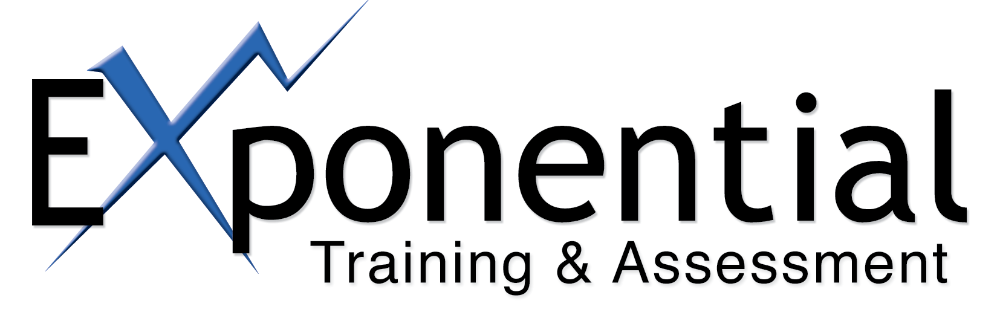 EXponential
Training & Assessment